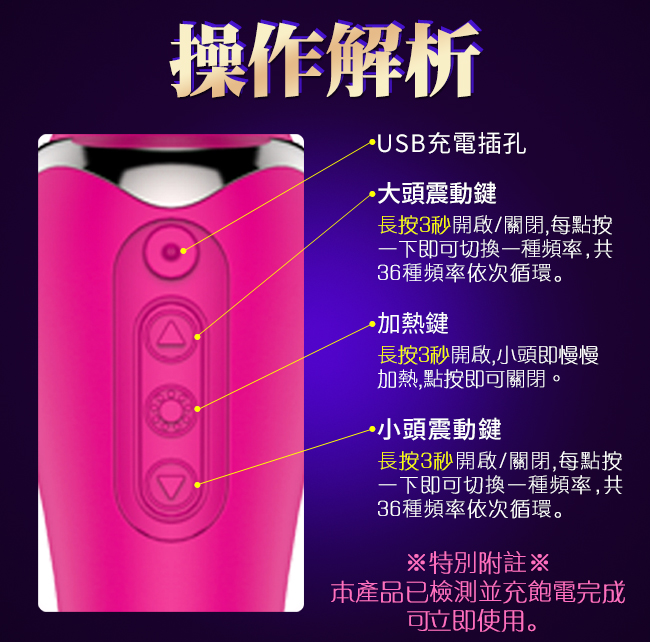 操作解析
USB充電插孔
大頭震動鍵
長按3秒開啟/關閉,每點按
一下即可切換一種頻率,共
36種頻率依次循環。
加熱鍵
長按3秒開啟,小頭即慢慢
加熱,點按即可關閉。
小頭震動鍵
長按3秒開啟/關閉,每點按
一下即可切換一種頻率,共
36種頻率依次循環。
※特別附註※
本產品已檢測並充飽電完成
可立即使用。